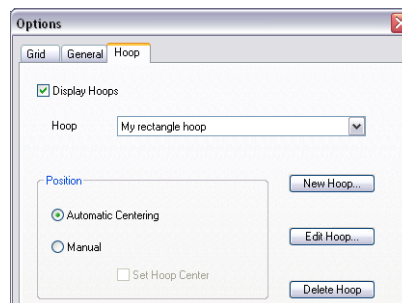 Options
Grid General Hoop
Display Hoops
Hoop My rectangle hoop
Position
New Hoop...
Automatic Centering
Edit Hoop...
Manual
Set Hoop Center
Delete Hoop